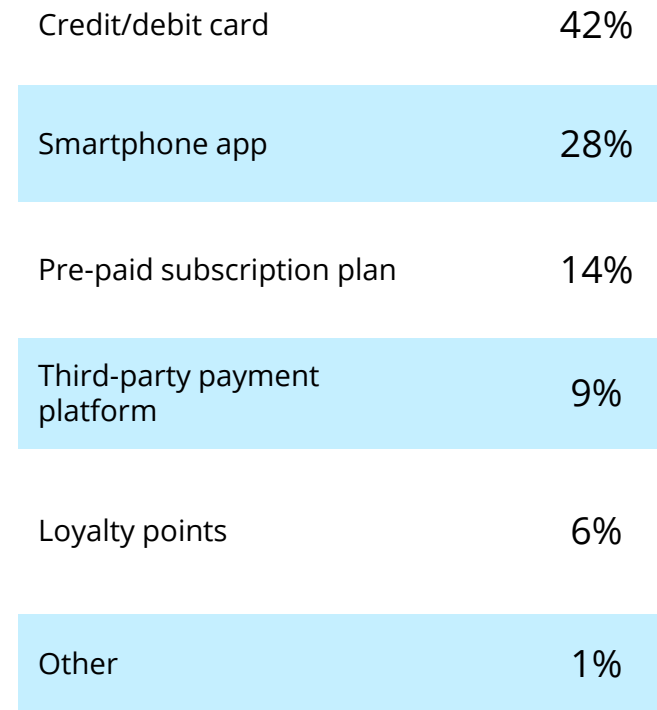 Credit/debit card 42%
Smartphone app 28%
Pre-paid subscription plan 14%
Third-party payment
platform 9%
Loyalty points 6%
Other 1%